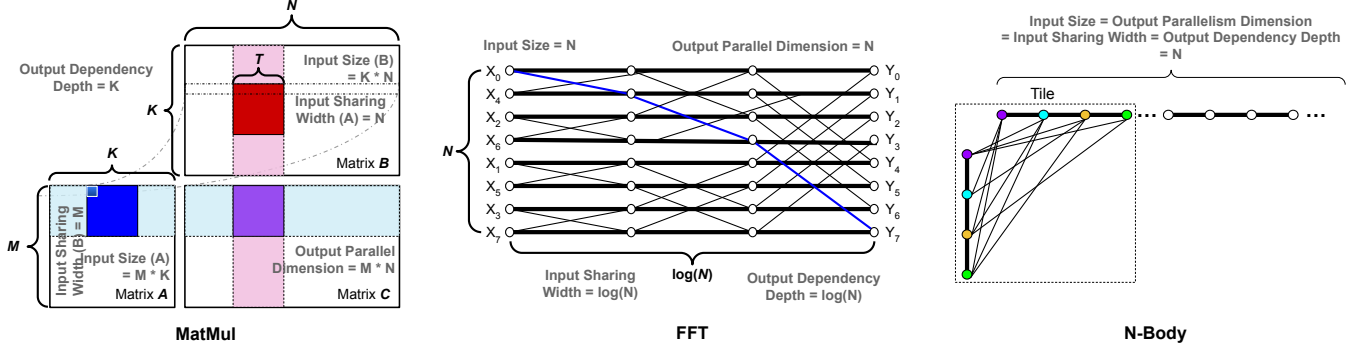 N
Output Dependency
Depth = K
K
T
Input Size (B)
= K * N
Input Sharing
Width (A) = N
Matrix B
K
M
Input Sharing
Width (B) = M
Input Size (A)
= M * K
Matrix A
Output Parallel
Dimension = M * N
Matrix C
MatMul
Input Size = N
Output Parallel Dimension = N
N
X0
X4
X2
X6
X1
X5
X3
X7
Y0
Y1
Y2
Y3
Y4
Y5
Y6
Y7
Input Sharing
Width = log(N)
log(N)
Output Dependency
Depth = log(N)
FFT
Input Size = Output Parallelism Dimension
= Input Sharing Width = Output Dependency Depth
= N
Tile
...
...
N-Body